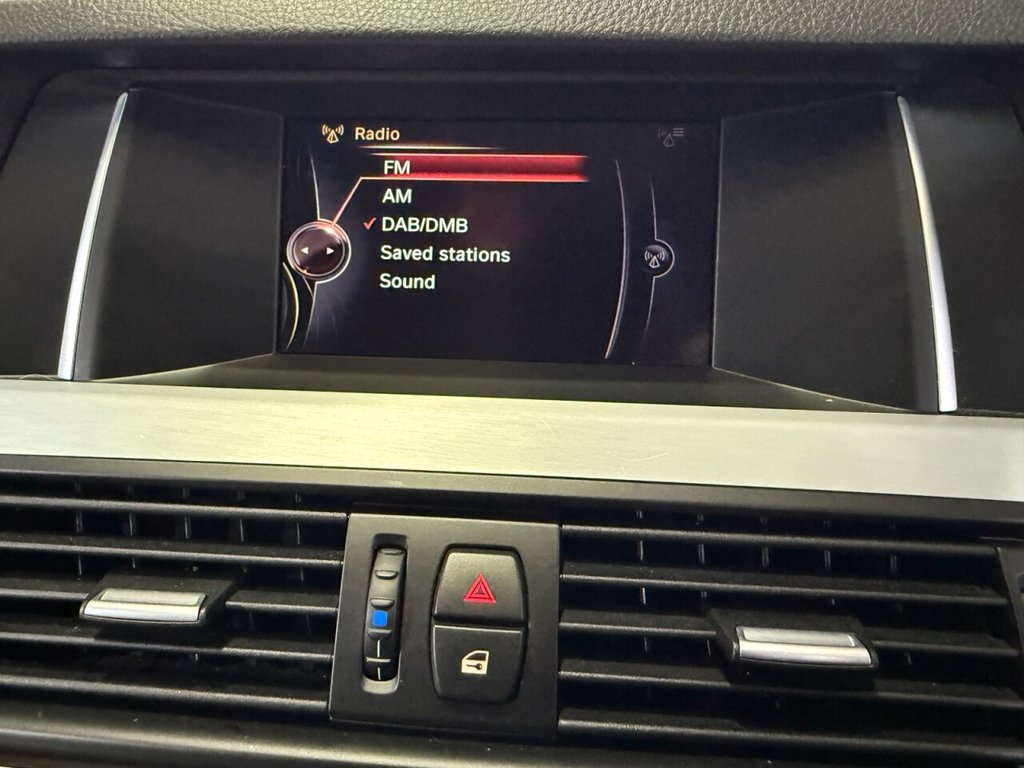 Radio
FM
AM
DAB/DMB
Saved stations
Sound